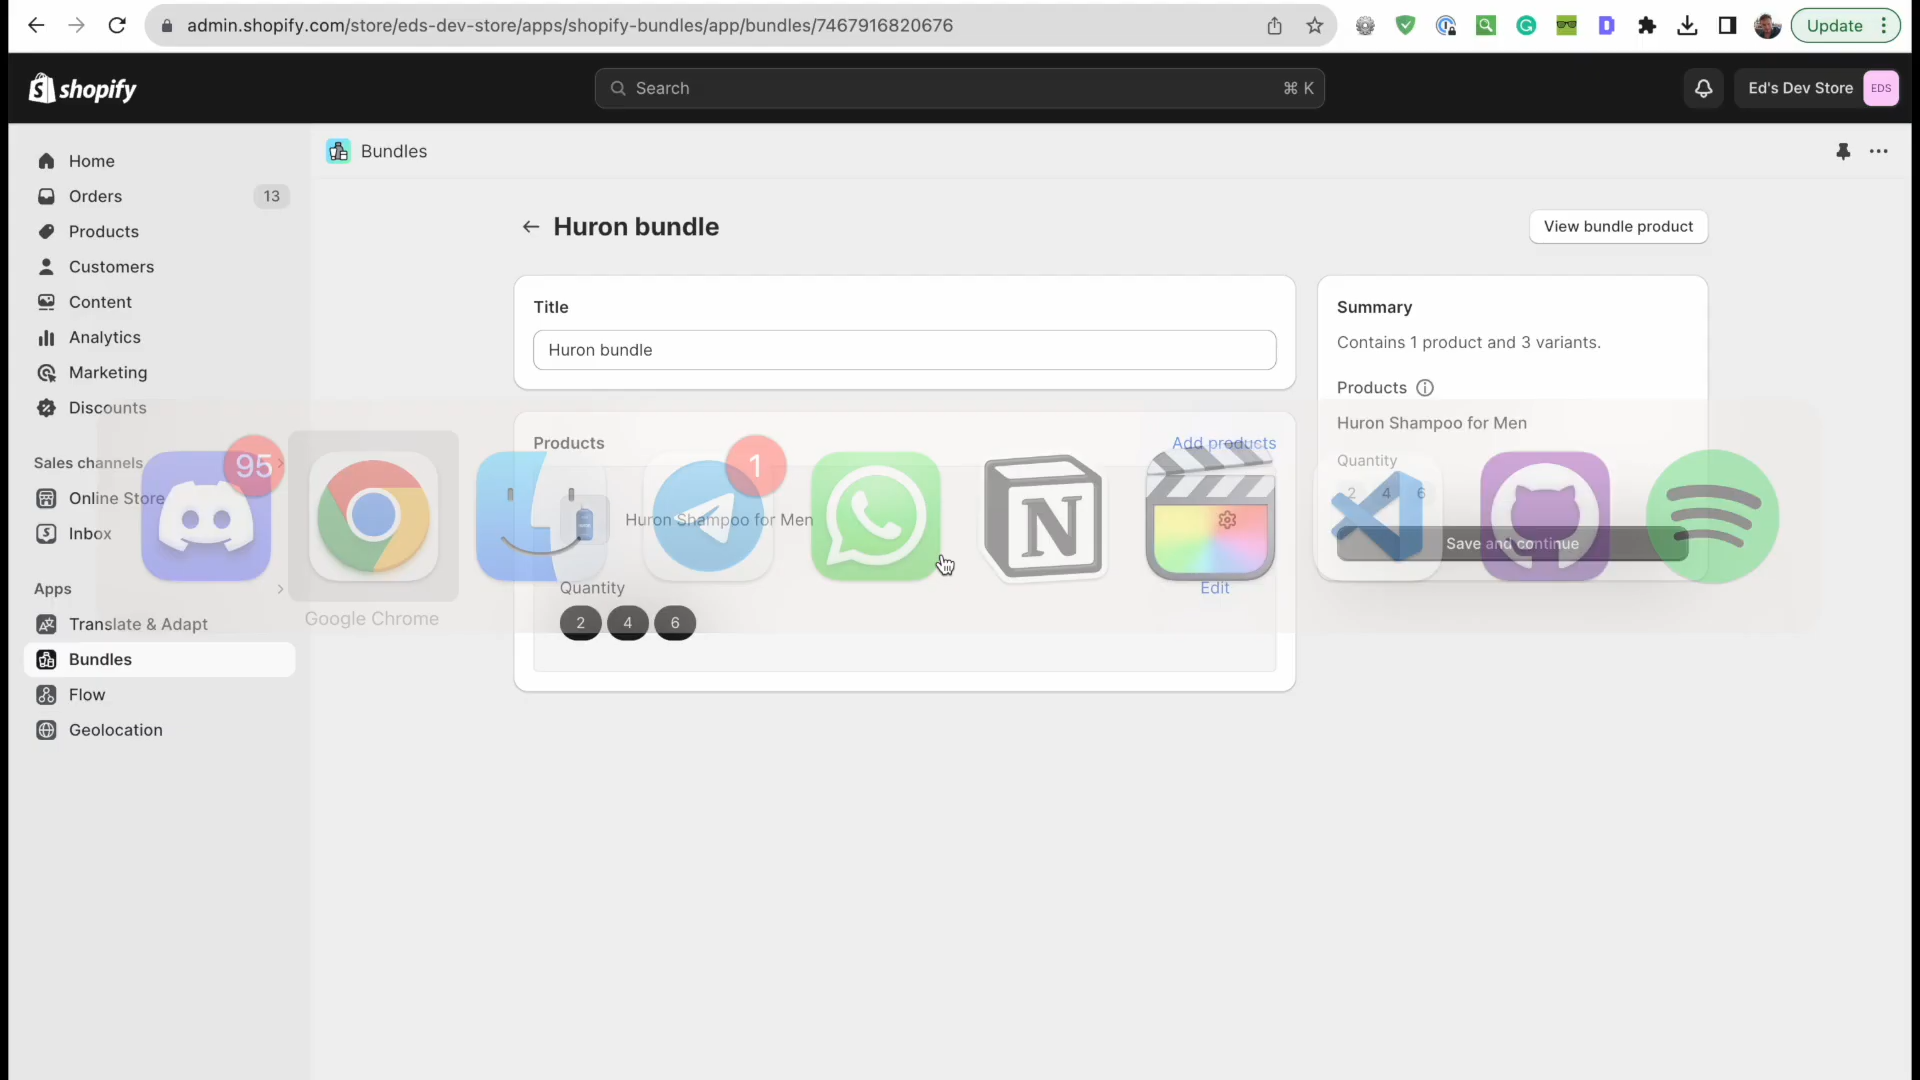 admin.shopify.com/store/eds-dev-store/apps/shopify-bundles/app/bundles/7467916820676
Update
shopify
Search
⌘ K
Ed's Dev Store
EDS
Home
Orders
13
Products
Customers
Content
Analytics
Marketing
Discounts
Sales channels
Online Store
Inbox
Apps
Translate & Adapt
Bundles
Flow
Geolocation
Bundles
Huron bundle
View bundle product
Title
Huron bundle
Products
Add products
Huron Shampoo for Men
Quantity
Edit
2
4
6
Summary
Contains 1 product and 3 variants.
Products
Huron Shampoo for Men
Quantity
2 4 6
Save and continue
95
1
N
Google Chrome